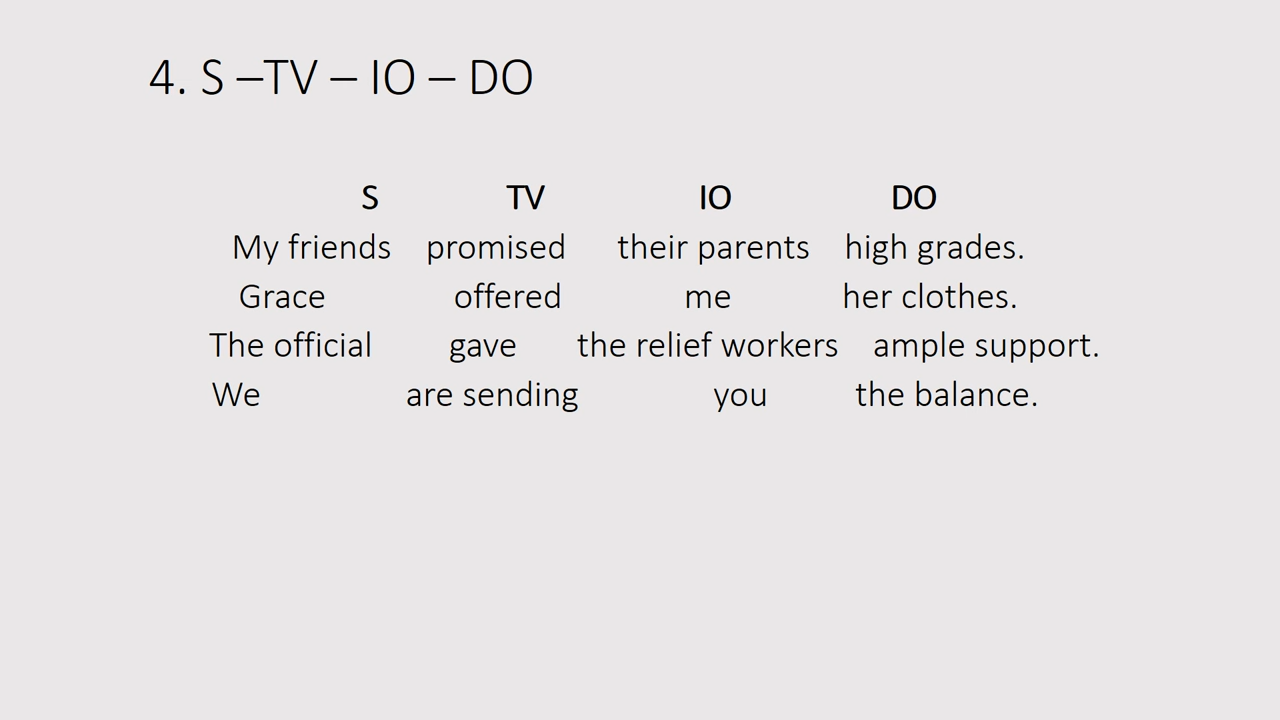 4. S –TV – IO – DO
S TV IO DO
My friends promised their parents high grades.
Grace offered me her clothes.
The official gave the relief workers ample support.
We are sending you the balance.